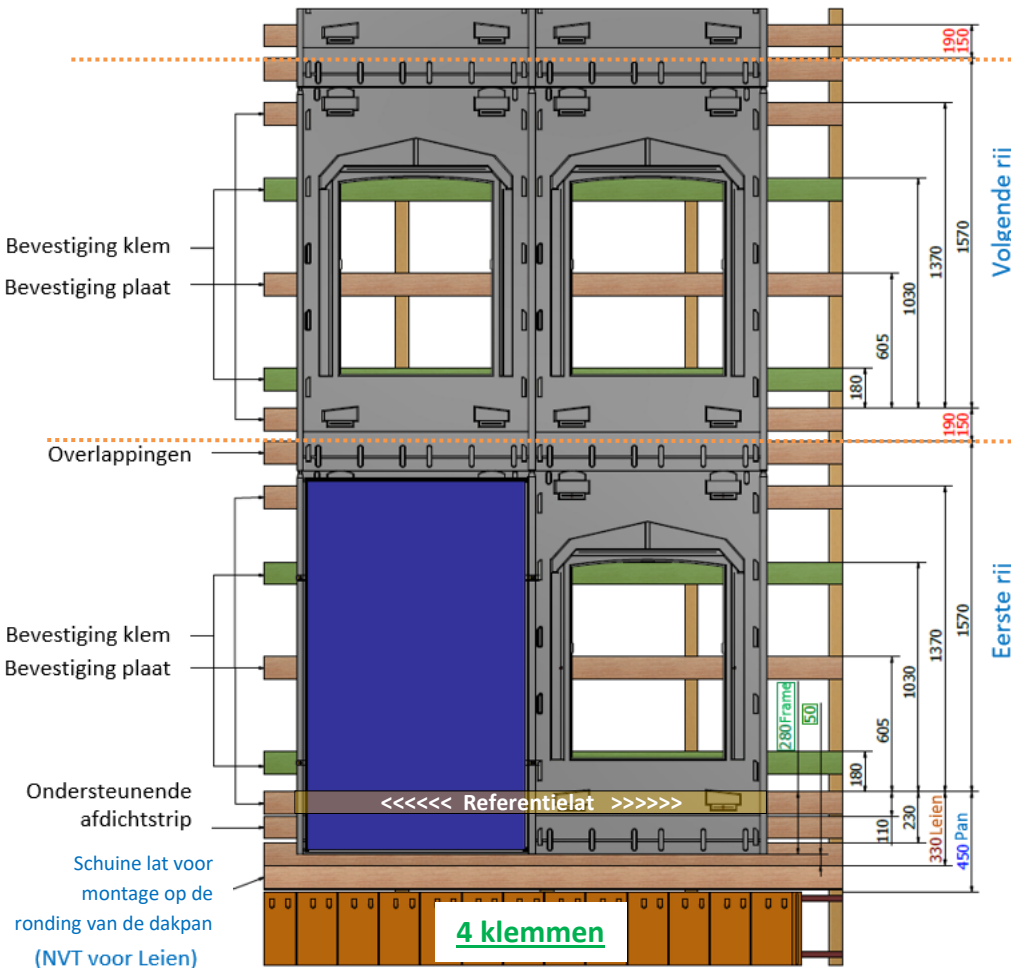 190
150
Volgende rij
1570
1370
1030
605
180
Bevestiging klem
Bevestiging plaat
190
150
Overlappingen
Eerste rij
1570
1370
1030
605
180
280Frame
50
Bevestiging klem
Bevestiging plaat
Ondersteunende
afdichtstrip
<<<<<< Referentielat >>>>>>
110
230
330 Leien
450 Pan
Schuine lat voor
montage op de
ronding van de dakpan
(NVT voor Leien)
4 klemmen